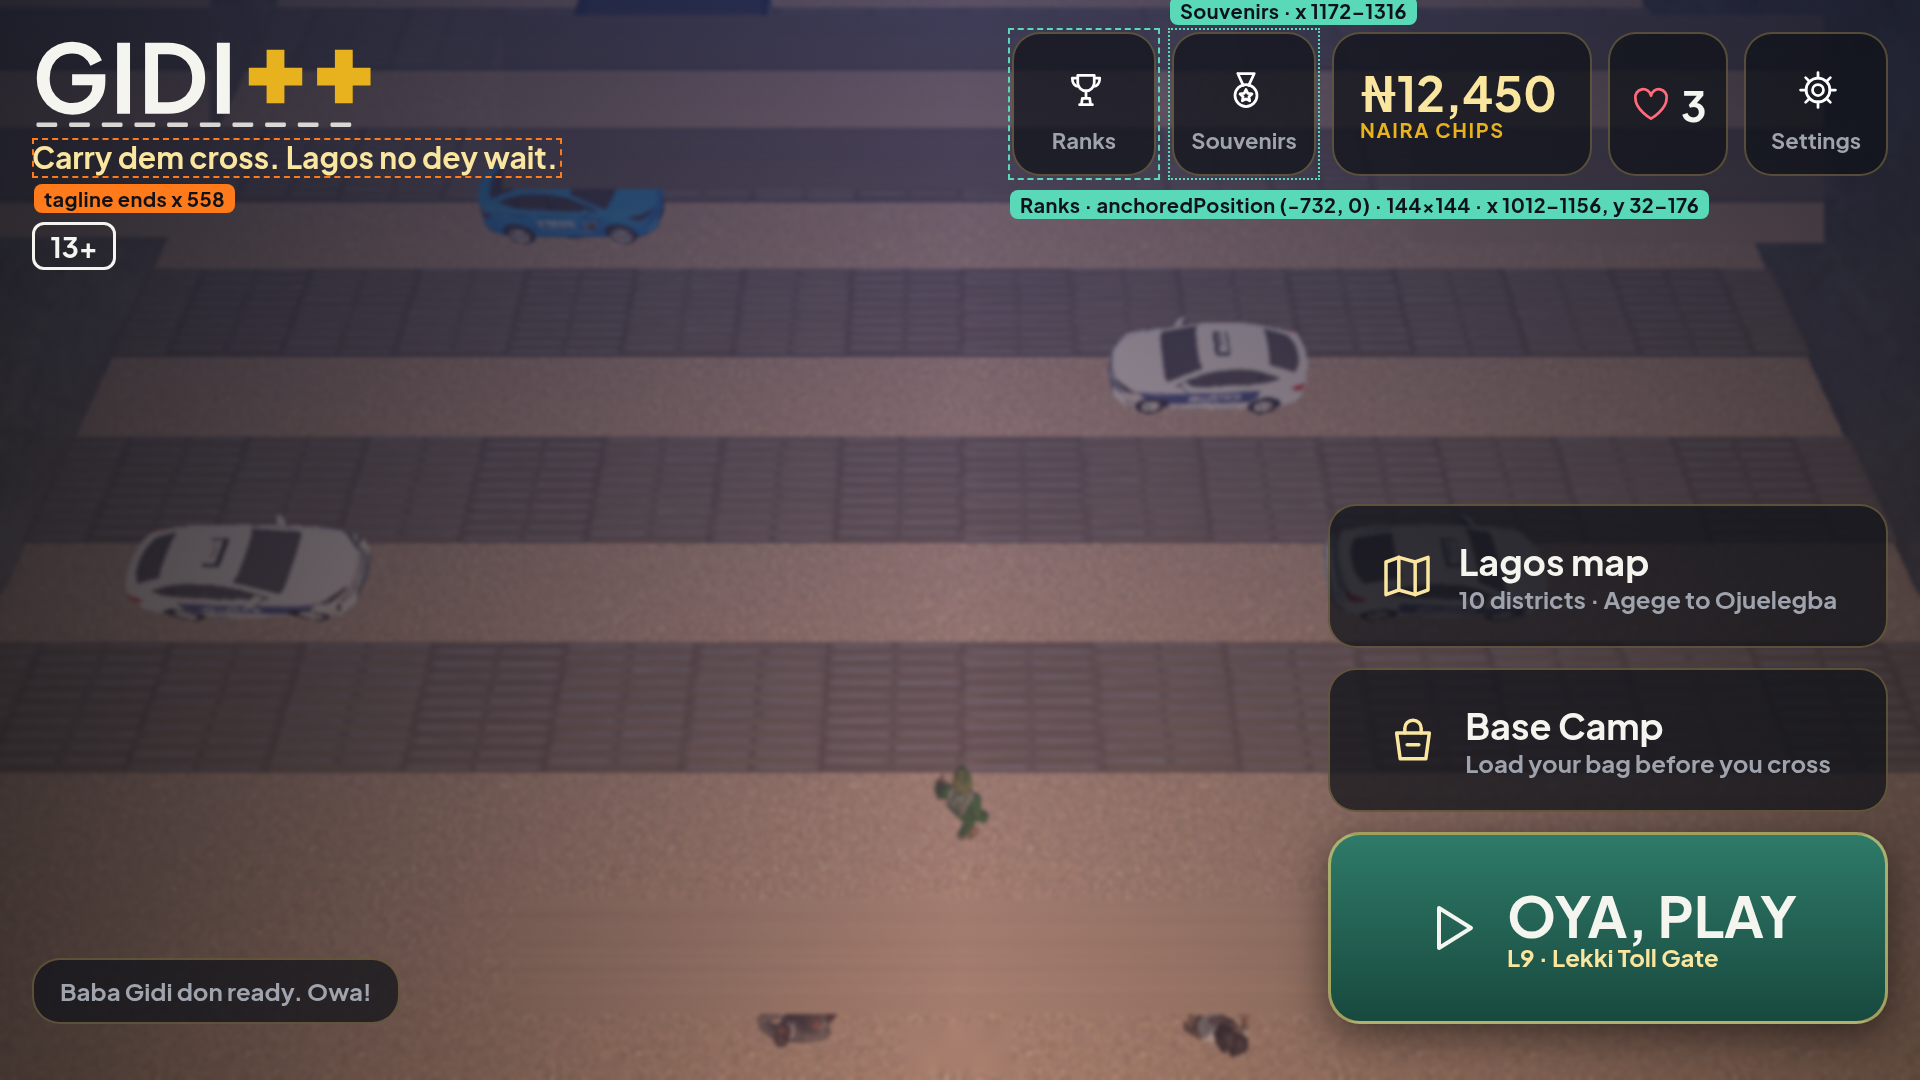 GIDI++
Carry dem cross. Lagos no dey wait.
tagline ends x 558
13+
Souvenirs · x 1172–1316
Ranks
Souvenirs
₦12,450
NAIRA CHIPS
3
Settings
Ranks · anchoredPosition (−732, 0) · 144×144 · x 1012–1156, y 32–176
Lagos map
10 districts · Agege to Ojuelegba
Base Camp
Load your bag before you cross
OYA, PLAY
L9 · Lekki Toll Gate
Baba Gidi don ready. Owa!